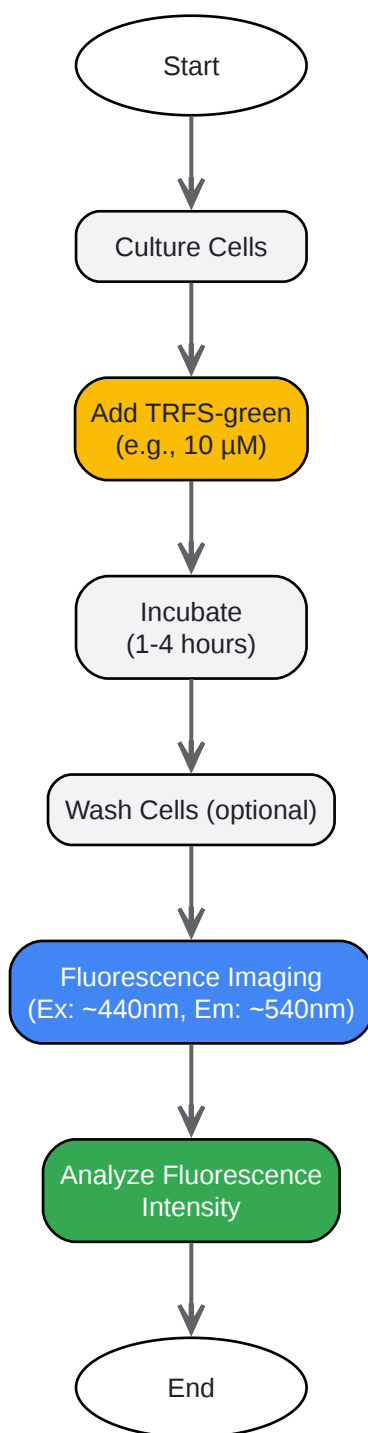 Start
Culture Cells
Add TRFS-green
(e.g., 10 µM)
Incubate
(1-4 hours)
Wash Cells (optional)
Fluorescence Imaging
(Ex: ~440nm, Em: ~540nm)
Analyze Fluorescence
Intensity
End